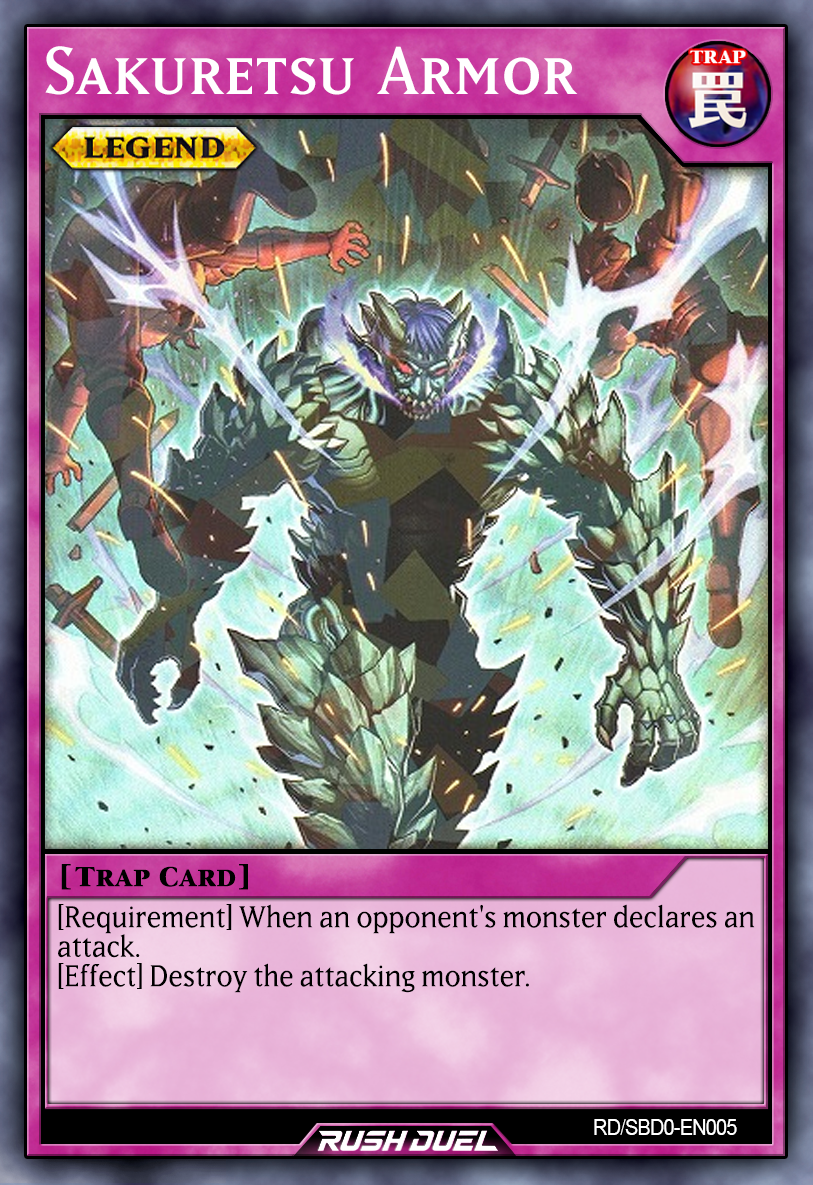 Sakuretsu Armor
TRAP
罠
LEGEND
[Trap Card]
[Requirement] When an opponent's monster declares an
attack.
[Effect] Destroy the attacking monster.
RD/SBD0-EN005
RUSH DUEL